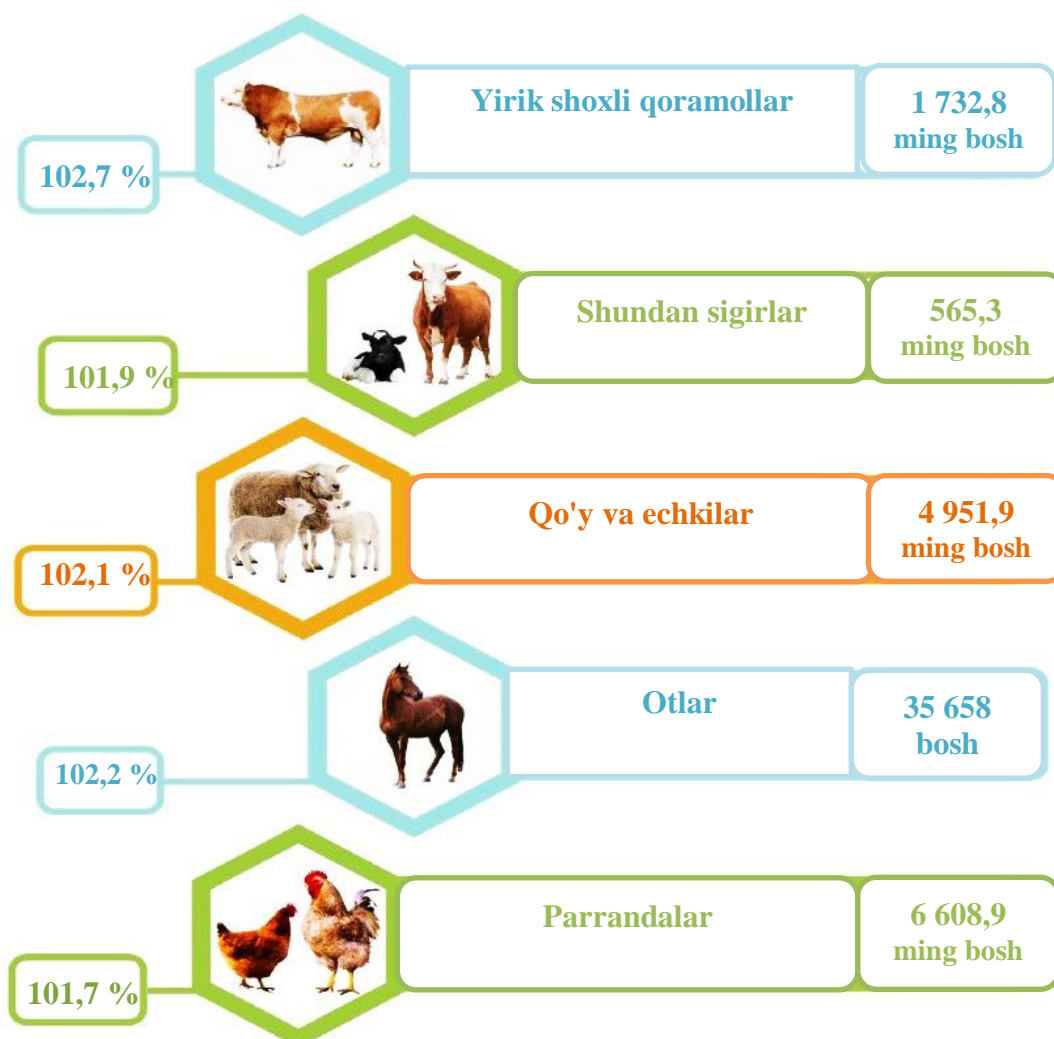 Yirik shoxli qoramollar
1 732,8
ming bosh
102,7 %
Shundan sigirlar
565,3
ming bosh
101,9 %
Qo'y va echkilar
4 951,9
ming bosh
102,1 %
Otlar
35 658
bosh
102,2 %
Parrandalar
6 608,9
ming bosh
101,7 %